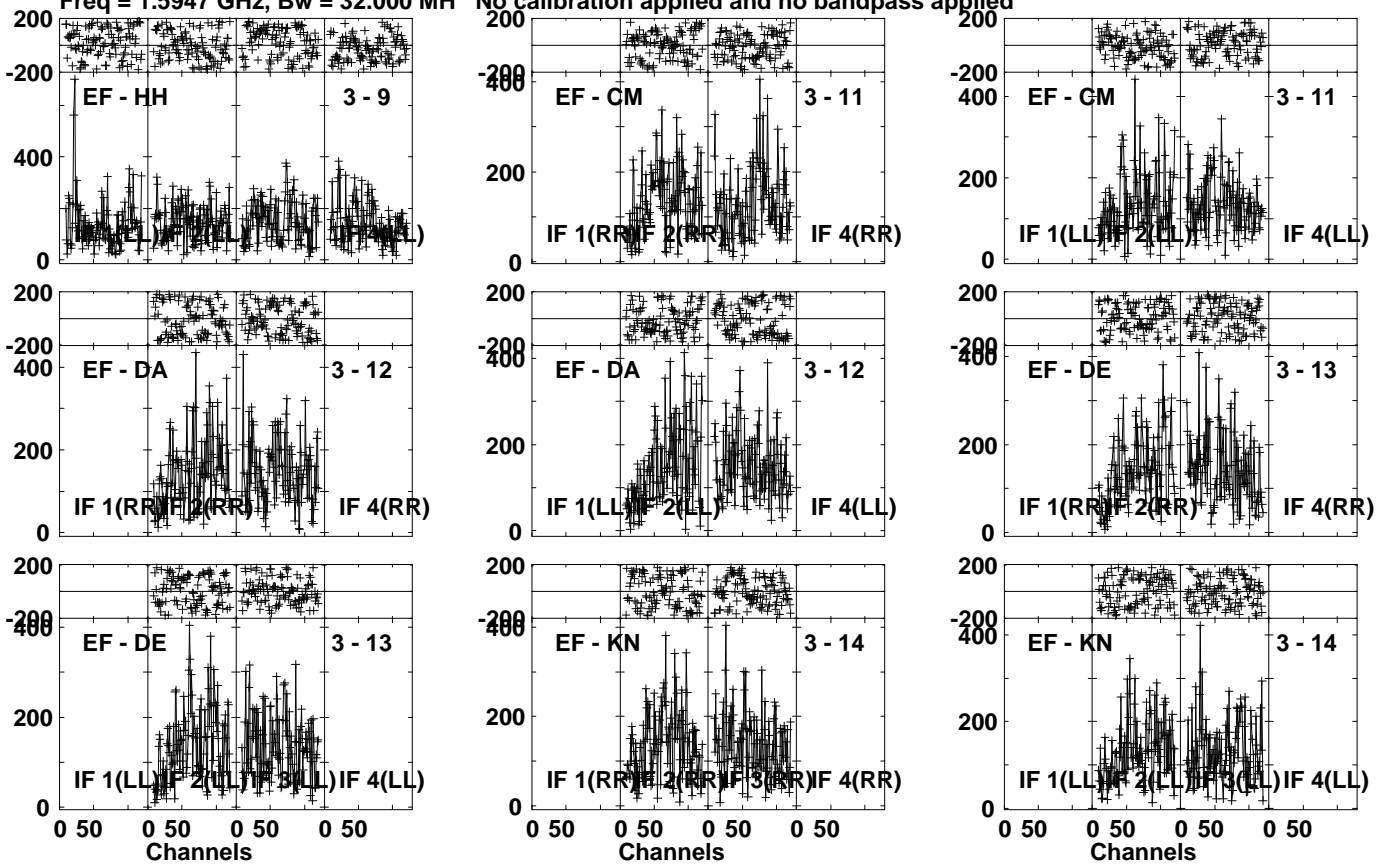 Freq = 1.5947 GHz, Bw = 32.000 MH No calibration applied and no bandpass applied
200 200 200
-200 -200 -200
EF - HH 3 - 9 EF - CM 3 - 11 EF - CM 3 - 11
400 400 400
200 200
IF 2(LL) IF 4(LL) IF 1(RR) IF 2(RR) IF 4(RR) IF 1(LL) IF 2(LL) IF 4(LL)
0 0 0
200 200 200
-200 -200 -200
EF - DA 3 - 12 EF - DA 3 - 12 EF - DE 3 - 13
400 400 400
200 200 200
IF 1(RR) IF 2(RR) IF 4(RR) IF 1(LL) IF 2(LL) IF 4(LL) IF 1(RR) IF 2(RR) IF 4(RR)
0 0 0
200 200 200
-200 -200 -200
EF - DE 3 - 13 EF - KN 3 - 14 EF - KN 3 - 14
400 400 400
200 200 200
IF 1(LL) IF 2(LL) IF 3(LL) IF 4(LL) IF 1(RR) IF 2(RR) IF 3(RR) IF 4(RR) IF 1(LL) IF 2(LL) IF 3(LL) IF 4(LL)
0 0 0
0 50 0 50 0 50 0 50 0 50 0 50 0 50 0 50 0 50 0 50 0 50 0 50
Channels Channels Channels